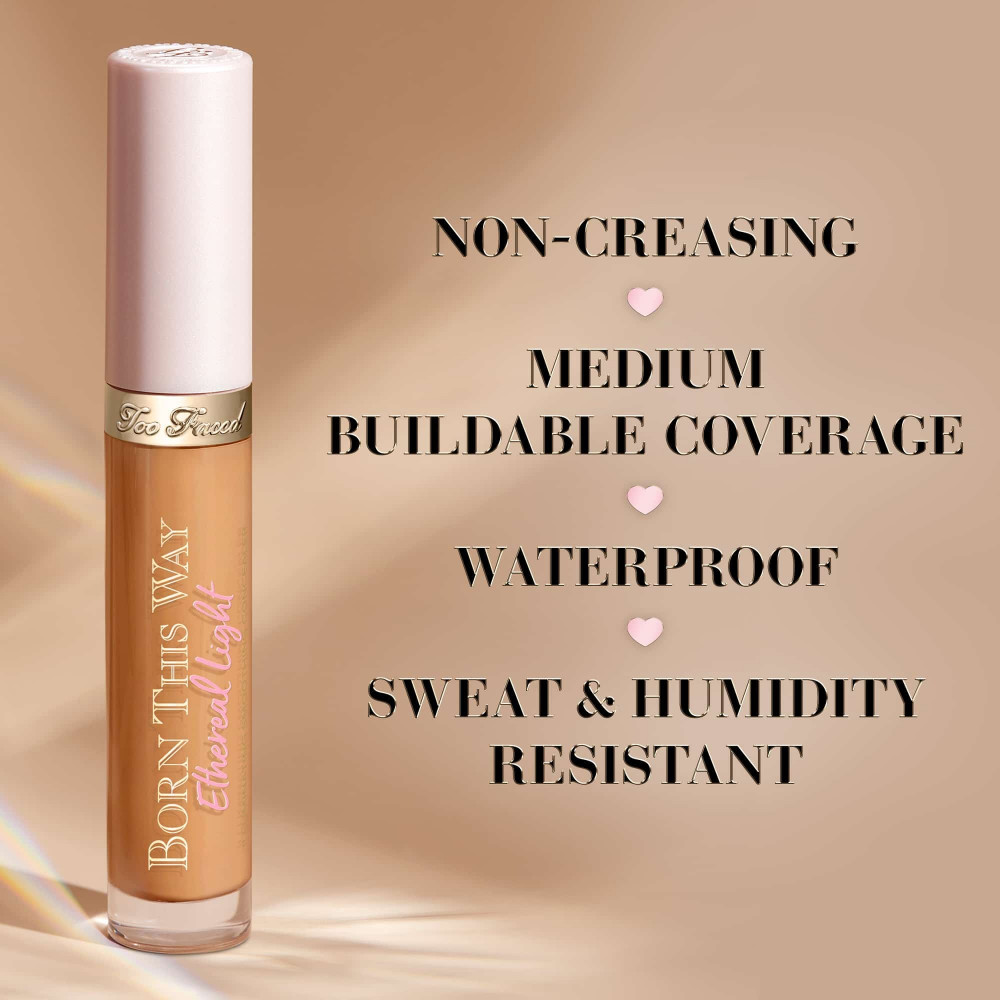 Too Faced
BORN THIS WAY
Ethereal Light
NON-CREASING
MEDIUM
BUILDABLE COVERAGE
WATERPROOF
SWEAT & HUMIDITY
RESISTANT